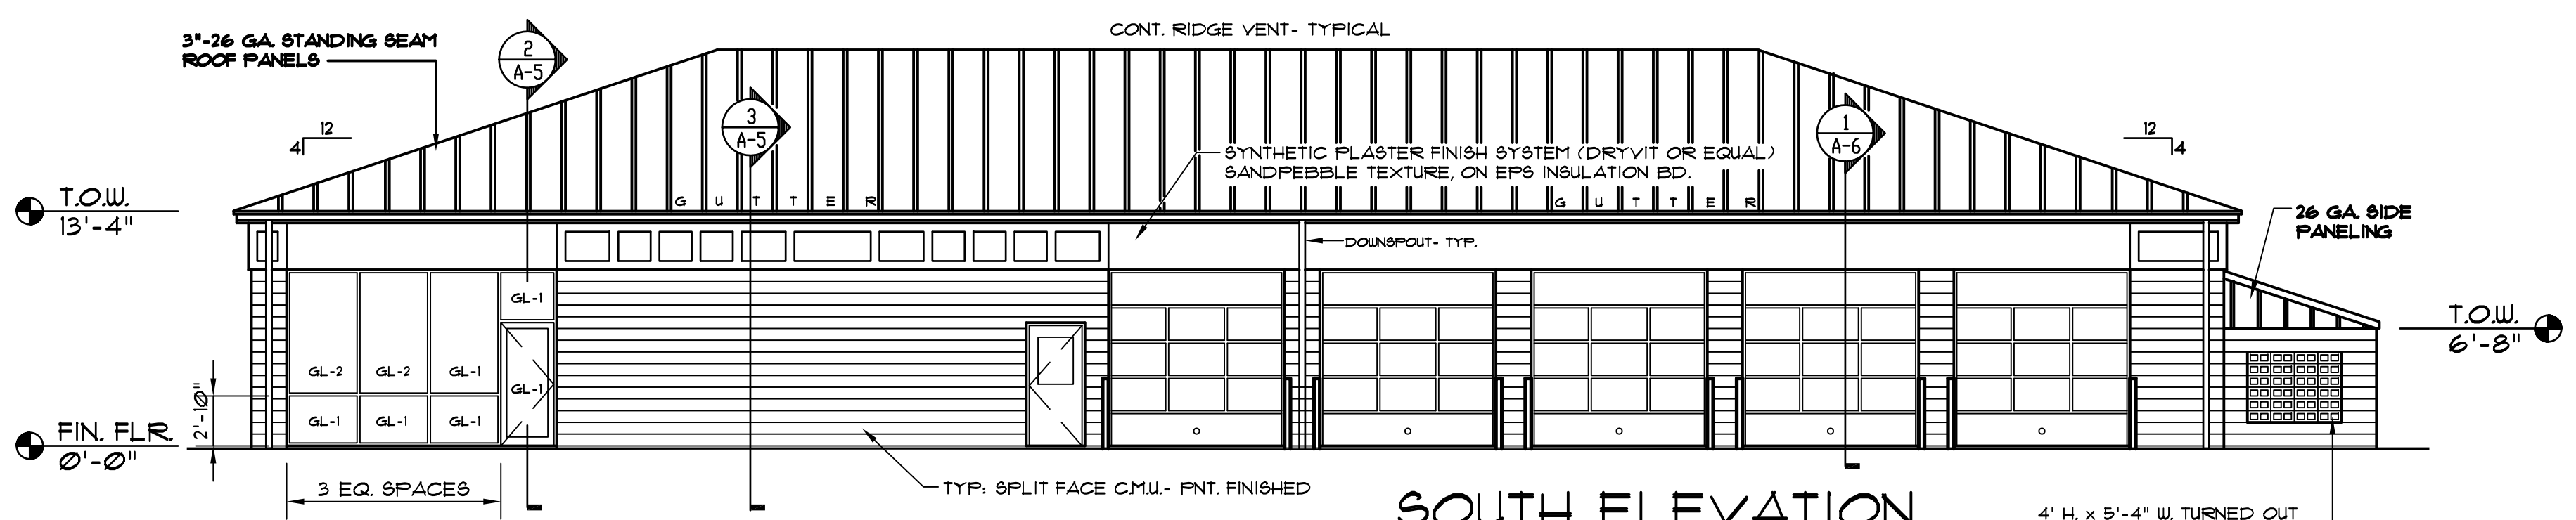 CONT. RIDGE VENT- TYPICAL
3"-26 GA. STANDING SEAM
ROOF PANELS
2
A-5
3
A-5
1
A-6
12
4
12
4
SYNTHETIC PLASTER FINISH SYSTEM (DRYVIT OR EQUAL)
SANDPEBBLE TEXTURE, ON EPS INSULATION BD.
T.O.W.
13'-4"
GUTTER
GUTTER
26 GA. SIDE
PANELING
DOWNSPOUT- TYP.
GL-1
T.O.W.
6'-8"
GL-2
GL-2
GL-1
GL-1
2'-10"
GL-1
GL-1
GL-1
FIN. FLR.
0'-0"
3 EQ. SPACES
TYP: SPLIT FACE C.M.U.- PNT. FINISHED
SOUTH ELEVATION
4' H. x 5'-4" W. TURNED OUT